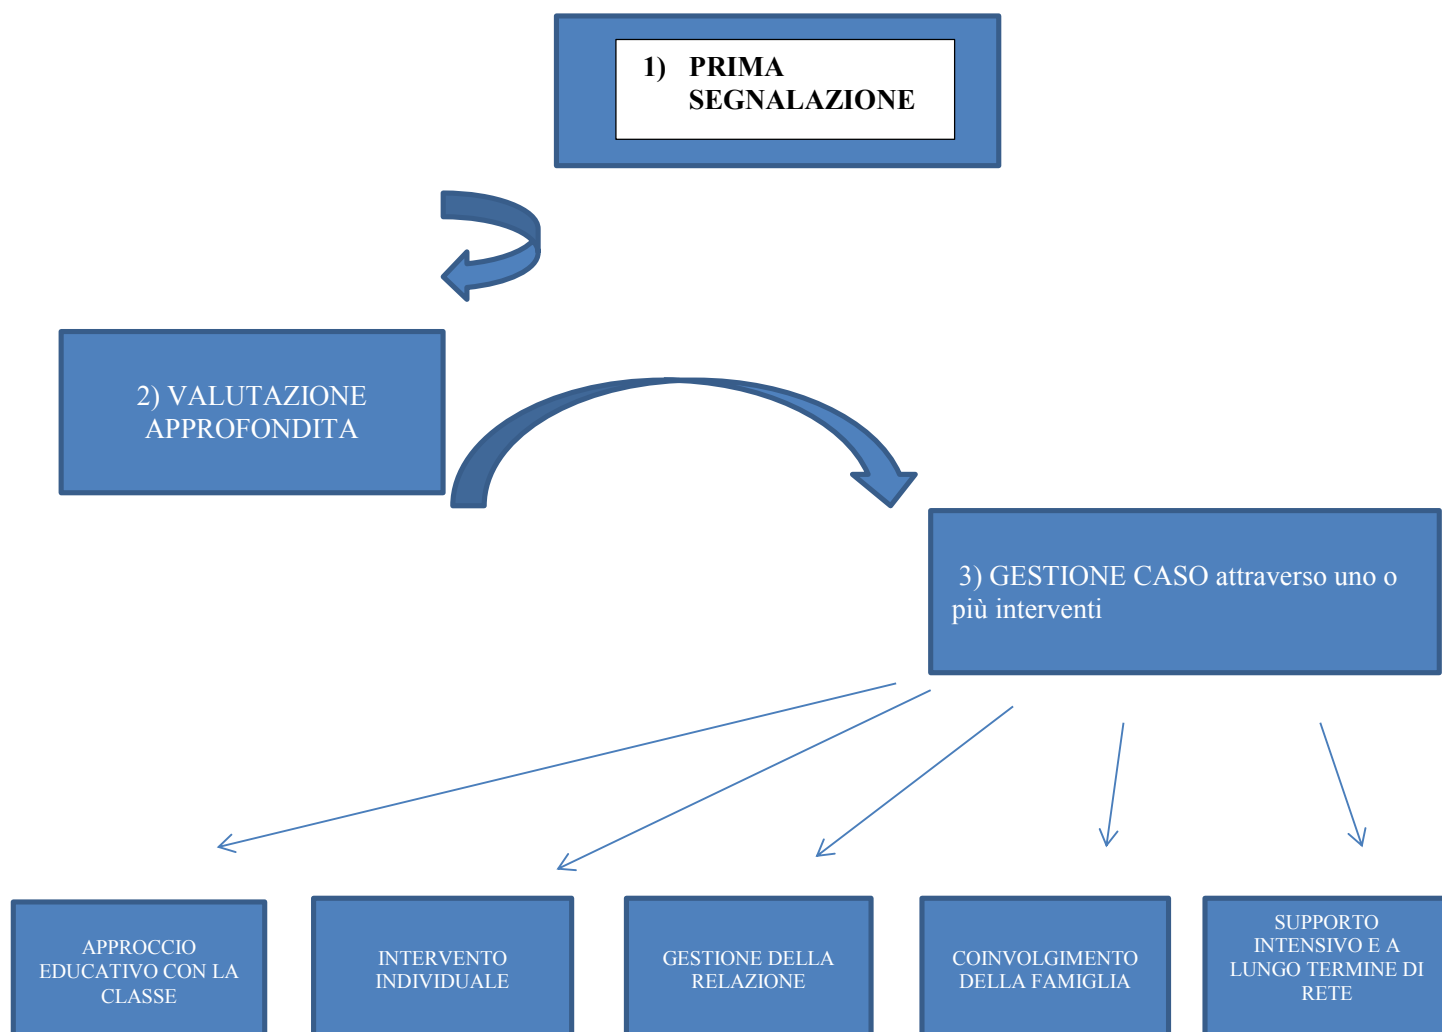 1) PRIMA
SEGNALAZIONE
2) VALUTAZIONE
APPROFONDITA
3) GESTIONE CASO attraverso uno o
più interventi
APPROCCIO
EDUCATIVO CON LA
CLASSE
INTERVENTO
INDIVIDUALE
GESTIONE DELLA
RELAZIONE
COINVOLGIMENTO
DELLA FAMIGLIA
SUPPORTO
INTENSIVO E A
LUNGO TERMINE DI
RETE